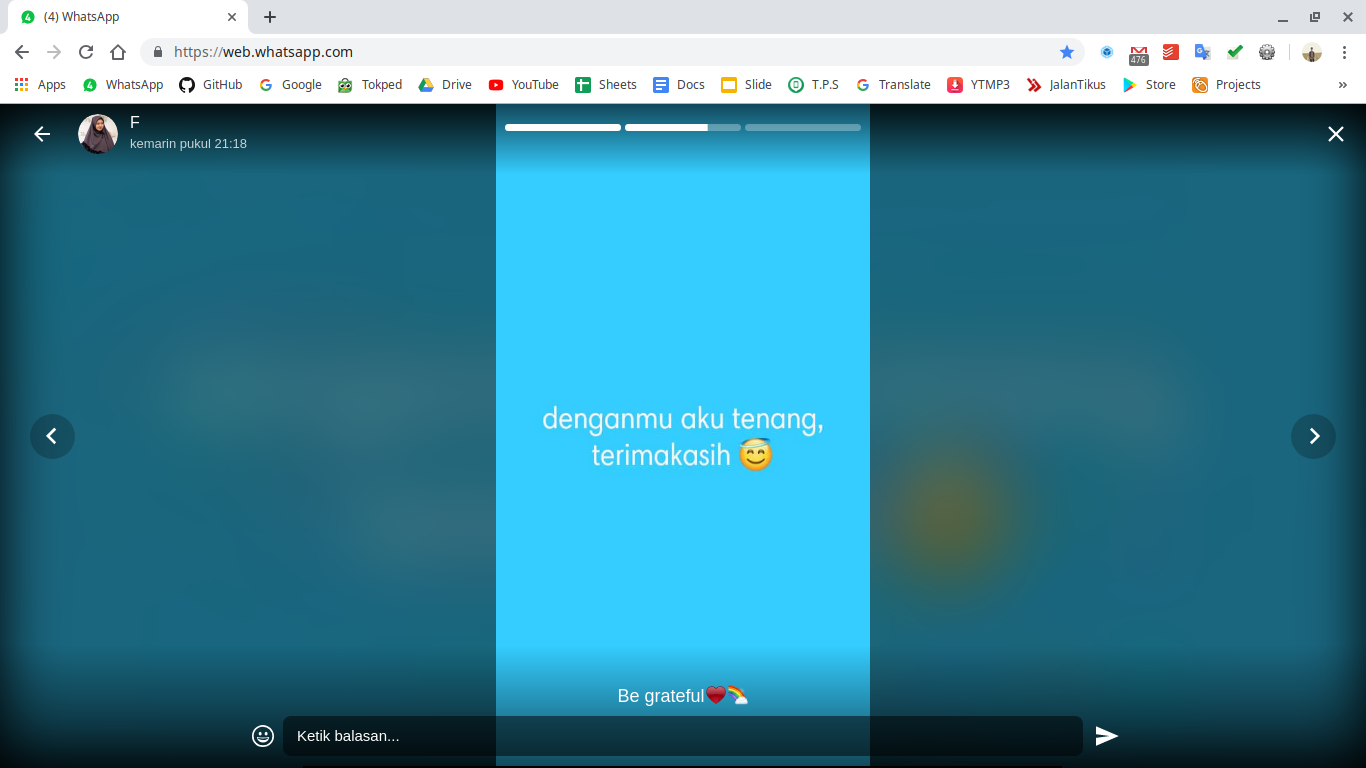 (4) WhatsApp
https://web.whatsapp.com
476
Apps WhatsApp GitHub Google Tokped Drive YouTube Sheets Docs Slide T.P.S Translate YTMP3 JalanTikus Store Projects »
F
kemarin pukul 21:18
denganmu aku tenang,
terimakasih 😇
Be grateful❤️🌈
Ketik balasan...